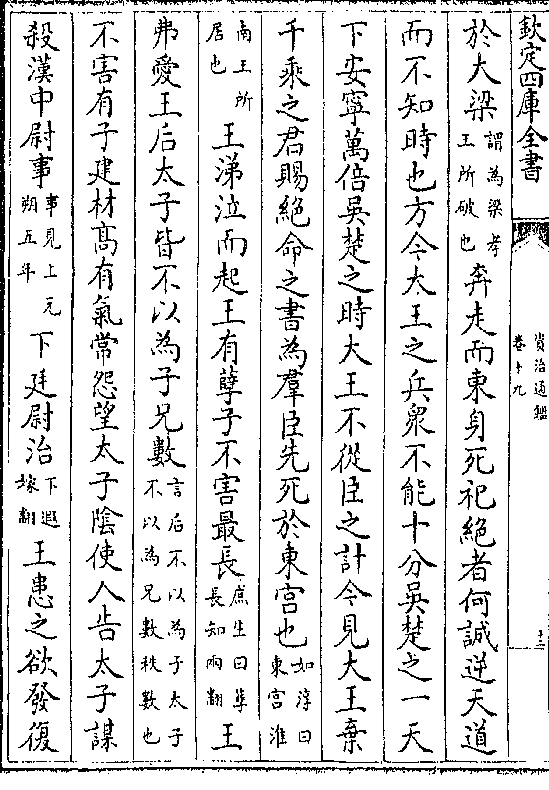 欽定四庫全書
資治通鑑
卷十九
於大梁謂為梁孝王所破也奔走而東身死祀絶者何誠逆天道
而不知時也方今大王之兵衆不能十分吳楚之一天
下安寧萬倍吳楚之時大王不從臣之計今見大王棄
千乘之君賜絶命之書為羣臣先死於東宮也如淳曰東宮淮
南王所居也王涕泣而起王有孽子不害最長庶生曰孽長知兩翻王
弗愛王后太子皆不以為子兄數言后不以為子太子不以為兄數秩數也
不害有子建材髙有氣常怨望太子陰使人告太子謀
殺漢中尉事事見上元朔五年下廷尉治下遐嫁翻王患之欲發復